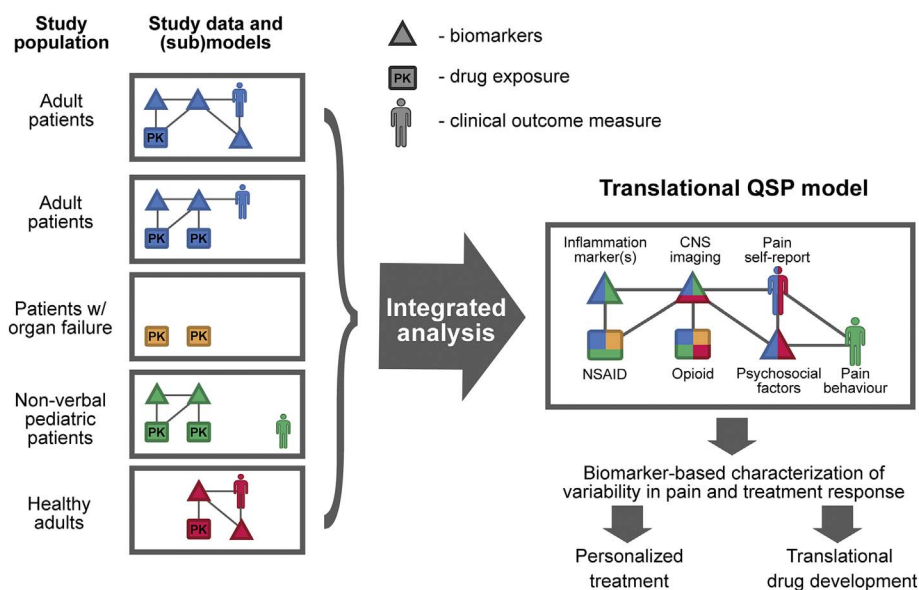 Study
population
Study data and
(sub)models
- biomarkers
PK
- drug exposure
- clinical outcome measure
Adult
patients
PK
Adult
patients
PK PK
Patients w/
organ failure
PK PK
Non-verbal
pediatric
patients
PK PK
Healthy
adults
PK
Integrated
analysis
Translational QSP model
Inflammation
marker(s)
CNS
imaging
Pain
self-report
NSAID
Opioid
Psychosocial
factors
Pain
behaviour
Biomarker-based characterization of
variability in pain and treatment response
Personalized
treatment
Translational
drug development